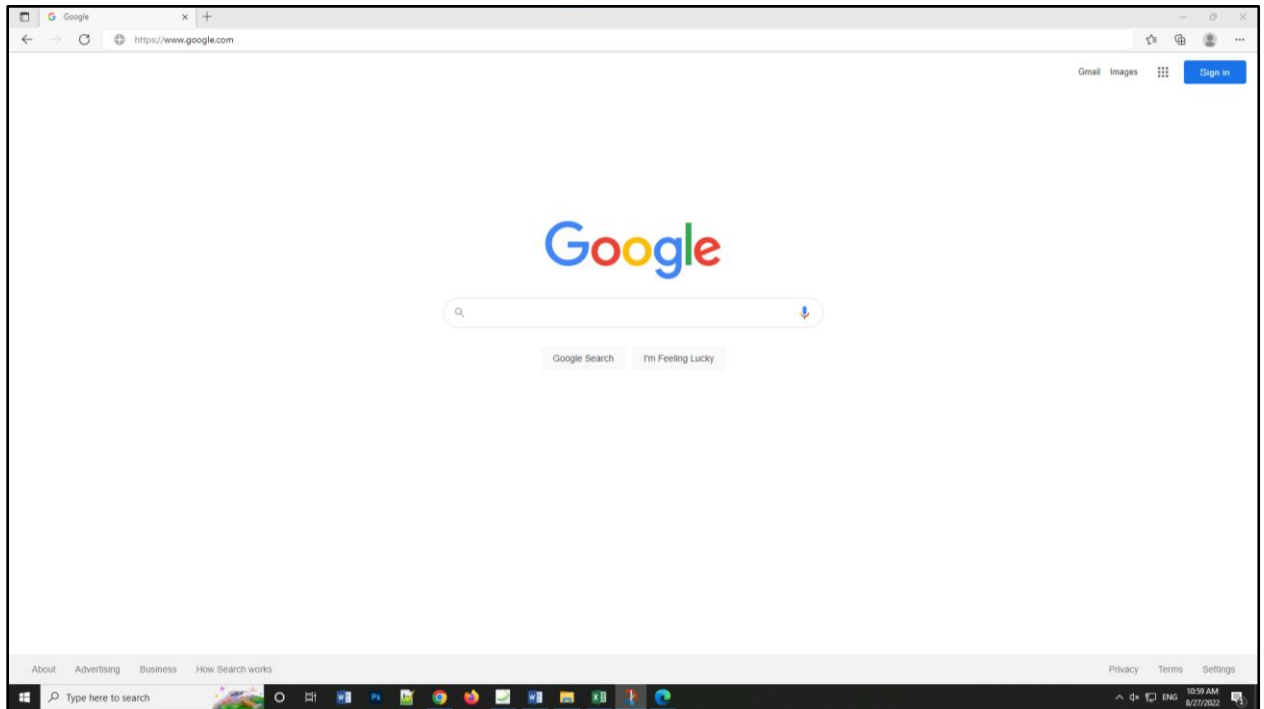 Google
https://www.google.com
Gmail Images Sign in
Google
Google Search I'm Feeling Lucky
About Advertising Business How Search works Privacy Terms Settings
Type here to search ENG 10:59 AM
8/27/2022